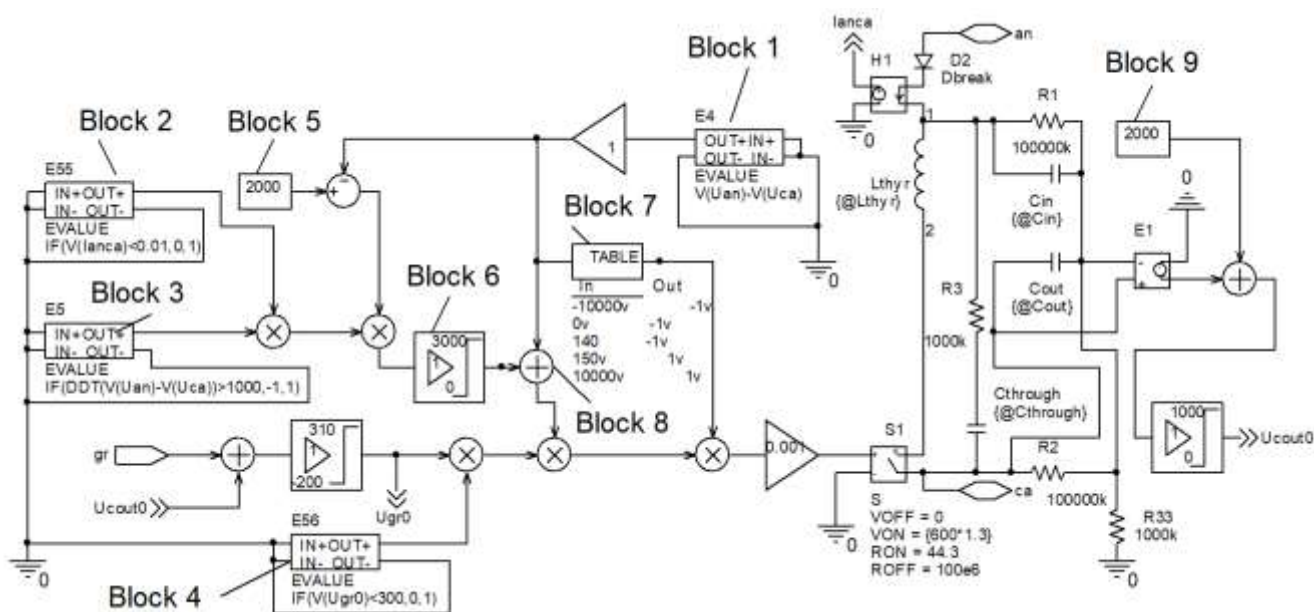 Ianca
an
Block 1
H1
D2
Dbreak
Block 9
Block 2
Block 5
E4
1
R1
2000
E55
1
OUT+IN+
OUT- IN-
0
100000k
IN+OUT+
IN- OUT-
2000
-
+
EVALUE
V(Uan)-V(Uca)
Lthyr
{@Lthyr}
Cin
{@Cin}
0
EVALUE
IF(V(Ianca)<0.01,0,1)
Block 7
2
E1
Block 6
TABLE
-
+
Block 3
In Out
R3
Cout
{@Cout}
E5
-10000v -1v
IN+OUT+
IN- OUT-
3000
0v -1v
1
140 -1v
1000k
EVALUE
0
150v 1v
IF(DDT(V(Uan)-V(Uca))>1000,-1,1)
0
10000v 1v
Cthrough
{@Cthrough}
Block 8
310
S1
1000
gr
1
0.001
R2
1
Ucout0
-200
0
Ucout0
Ugr0
S
ca
100000k
E56
VOFF = 0
R33
IN+OUT+
IN- OUT-
0
VON = {600*1.3}
1000k
0
RON = 44.3
EVALUE
ROFF = 100e6
0
Block 4
IF(V(Ugr0)<300,0,1)